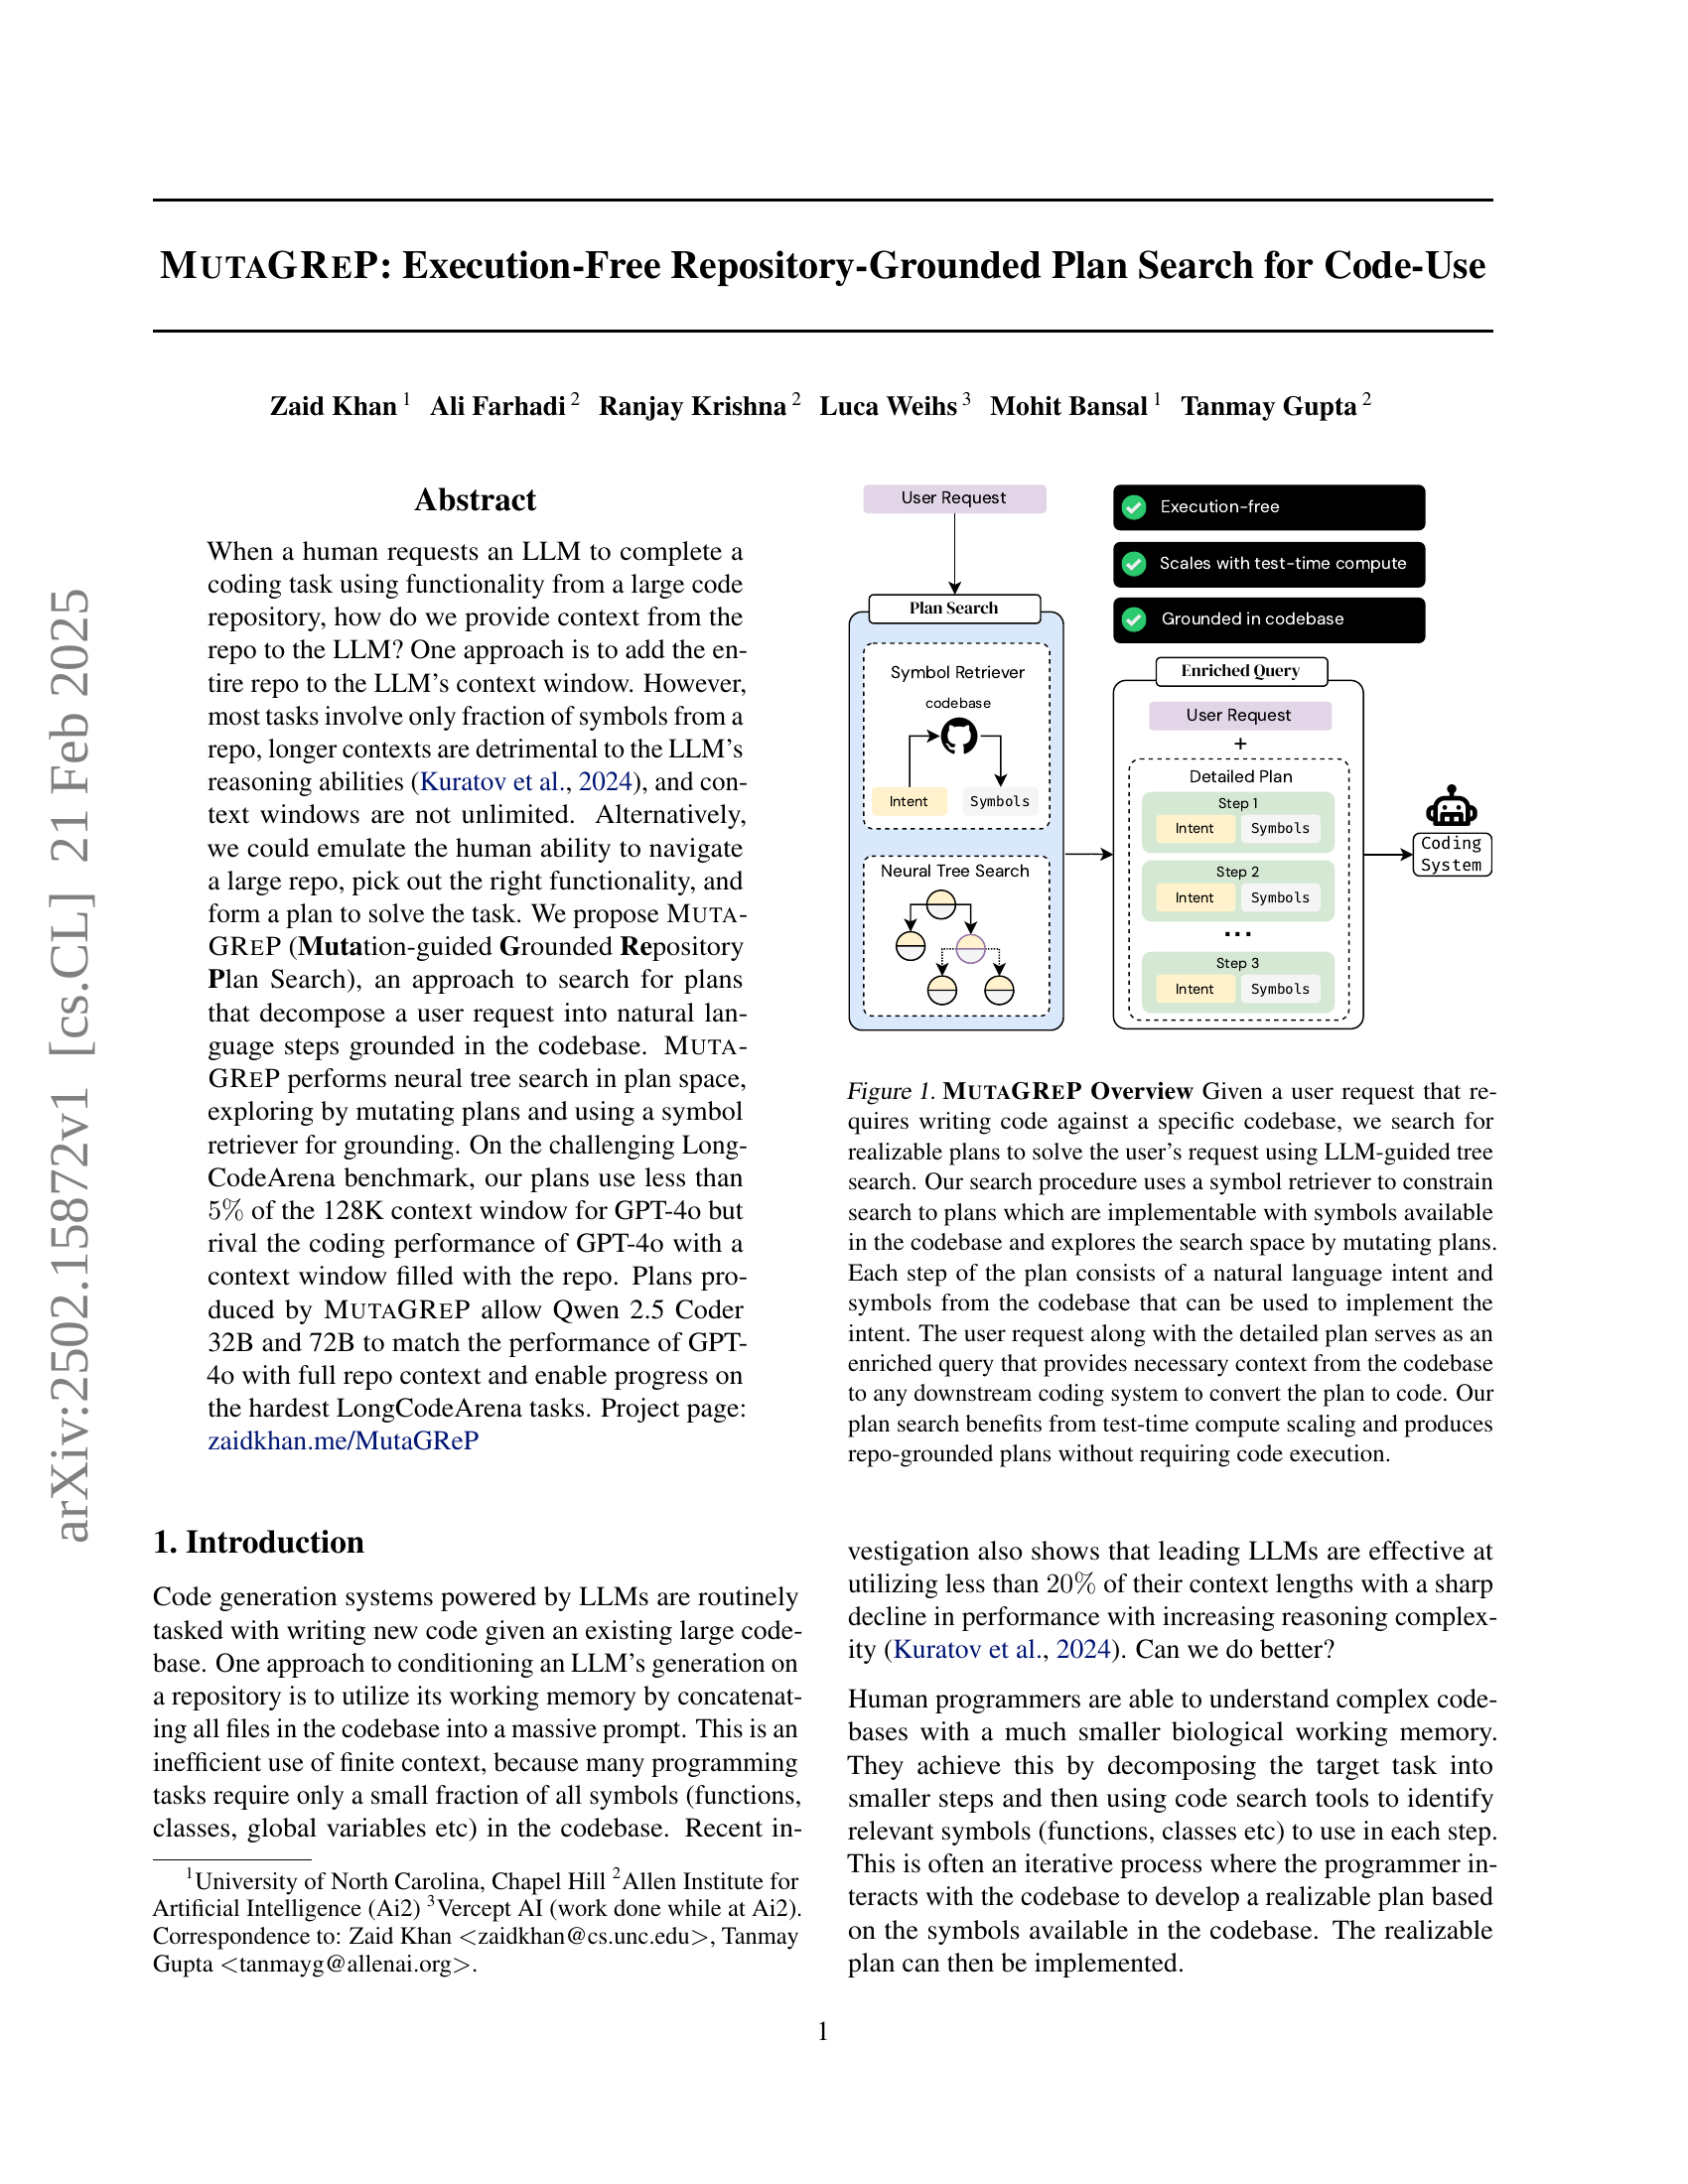 MUTAGREP: Execution-Free Repository-Grounded Plan Search for Code-Use
Zaid Khan 1 Ali Farhadi 2 Ranjay Krishna 2 Luca Weihs 3 Mohit Bansal 1 Tanmay Gupta 2
arXiv:2502.15872v1 [cs.CL] 21 Feb 2025
Abstract
When a human requests an LLM to complete a
coding task using functionality from a large code
repository, how do we provide context from the
repo to the LLM? One approach is to add the en-
tire repo to the LLM's context window. However,
most tasks involve only fraction of symbols from a
repo, longer contexts are detrimental to the LLM's
reasoning abilities (Kuratov et al., 2024), and con-
text windows are not unlimited. Alternatively,
we could emulate the human ability to navigate
a large repo, pick out the right functionality, and
form a plan to solve the task. We propose MUTA-
GREP (Mutation-guided Grounded Repository
Plan Search), an approach to search for plans
that decompose a user request into natural lan-
guage steps grounded in the codebase. MUTA-
GREP performs neural tree search in plan space,
exploring by mutating plans and using a symbol
retriever for grounding. On the challenging Long-
CodeArena benchmark, our plans use less than
5% of the 128K context window for GPT-4o but
rival the coding performance of GPT-4o with a
context window filled with the repo. Plans pro-
duced by MUTAGREP allow Qwen 2.5 Coder
32B and 72B to match the performance of GPT-
4o with full repo context and enable progress on
the hardest LongCodeArena tasks. Project page:
zaidkhan.me/MutaGReP
1. Introduction
Code generation systems powered by LLMs are routinely
tasked with writing new code given an existing large code-
base. One approach to conditioning an LLM's generation on
a repository is to utilize its working memory by concatenat-
ing all files in the codebase into a massive prompt. This is an
inefficient use of finite context, because many programming
tasks require only a small fraction of all symbols (functions,
classes, global variables etc) in the codebase. Recent in-
1University of North Carolina, Chapel Hill 2Allen Institute for
Artificial Intelligence (Ai2) 3Vercept AI (work done while at Ai2).
Correspondence to: Zaid Khan <zaidkhan@cs.unc.edu>, Tanmay
Gupta <tanmayg@allenai.org>.
User Request
Plan Search
Symbol Retriever
codebase
Intent
Symbols
Neural Tree Search
Execution-free
Scales with test-time compute
Grounded in codebase
Enriched Query
User Request
+
Detailed Plan
Step 1
Intent Symbols
Step 2
Intent Symbols
...
Step 3
Intent Symbols
Coding
System
Figure 1. MUTAGREP Overview Given a user request that re-
quires writing code against a specific codebase, we search for
realizable plans to solve the user's request using LLM-guided tree
search. Our search procedure uses a symbol retriever to constrain
search to plans which are implementable with symbols available
in the codebase and explores the search space by mutating plans.
Each step of the plan consists of a natural language intent and
symbols from the codebase that can be used to implement the
intent. The user request along with the detailed plan serves as an
enriched query that provides necessary context from the codebase
to any downstream coding system to convert the plan to code. Our
plan search benefits from test-time compute scaling and produces
repo-grounded plans without requiring code execution.
vestigation also shows that leading LLMs are effective at
utilizing less than 20% of their context lengths with a sharp
decline in performance with increasing reasoning complex-
ity (Kuratov et al., 2024). Can we do better?
Human programmers are able to understand complex code-
bases with a much smaller biological working memory.
They achieve this by decomposing the target task into
smaller steps and then using code search tools to identify
relevant symbols (functions, classes etc) to use in each step.
This is often an iterative process where the programmer in-
teracts with the codebase to develop a realizable plan based
on the symbols available in the codebase. The realizable
plan can then be implemented.
1